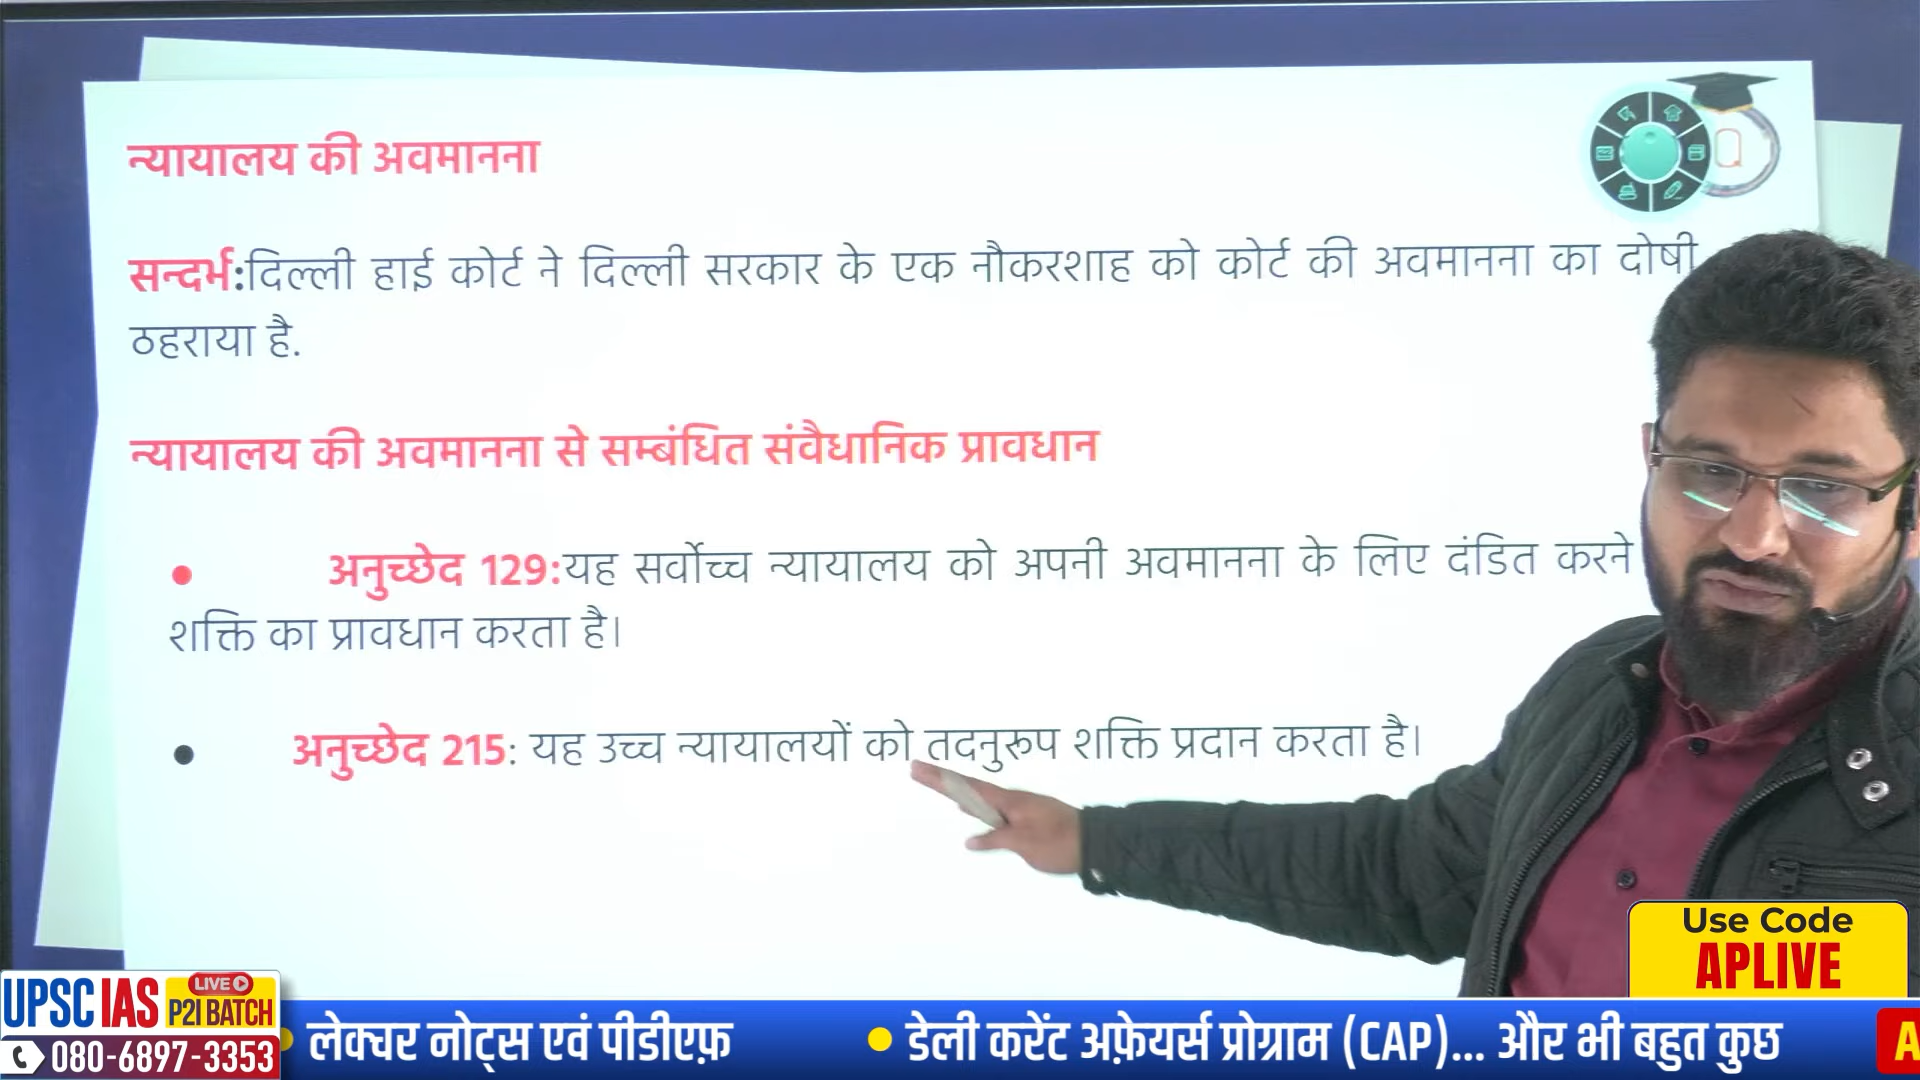 न्यायालय की अवमानना
सन्दर्भ:दिल्ली हाई कोर्ट ने दिल्ली सरकार के एक नौकरशाह को कोर्ट की अवमानना का दोषी
ठहराया है.
न्यायालय की अवमानना से सम्बंधित संवैधानिक प्रावधान
• अनुच्छेद 129:यह सर्वोच्च न्यायालय को अपनी अवमानना के लिए दंडित करने
शक्ति का प्रावधान करता है।
• अनुच्छेद 215: यह उच्च न्यायालयों को तदनुरूप शक्ति प्रदान करता है।
Use Code
APLIVE
LIVE
UPSC IAS P2I BATCH
080-6897-3353
• लेक्चर नोट्स एवं पीडीएफ़ • डेली करेंट अफ़ेयर्स प्रोग्राम (CAP)... और भी बहुत कुछ